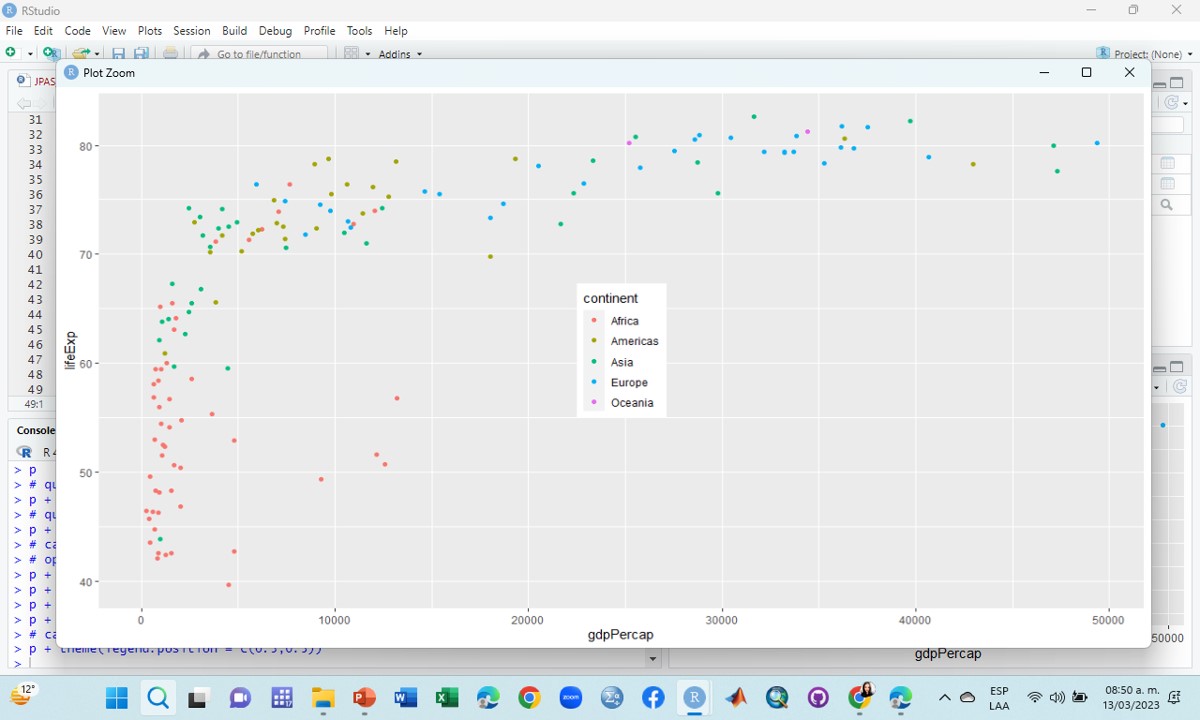 RStudio
File Edit Code View Plots Session Build Debug Profile Tools Help
Go to file/function Addins Project: (None)
Plot Zoom
JPAS
31
32
33
34
35
36
37
38
39
40
41
42
43
44
45
46
47
48
49
49:1
Console
R 4
> p
> # qu
> p +
> # qu
> p +
> # ca
> # op
> p +
> p +
> p +
> p +
> # ca
> p + theme(legend.position = c(0.5,0.5))
>
80
70
60
50
40
lifeExp
continent
Africa
Americas
Asia
Europe
Oceania
0 10000 20000 30000 40000 50000
gdpPercap
50000
gdpPercap
12°
zoom
ESP
LAA
08:50 a. m.
13/03/2023